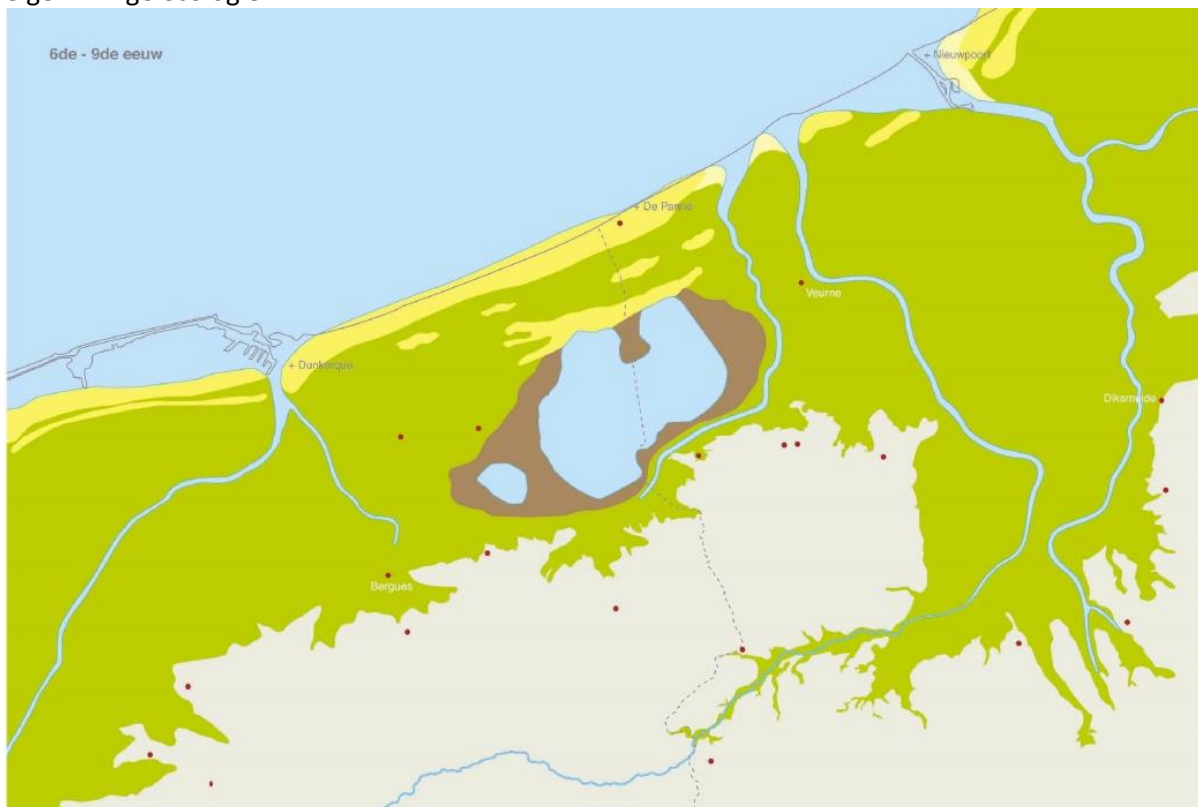 6de - 9de eeuw
+ Nieuwpoort
+ De Panne
Veurne
+ Dunkerque
Diksmuide
Bergues